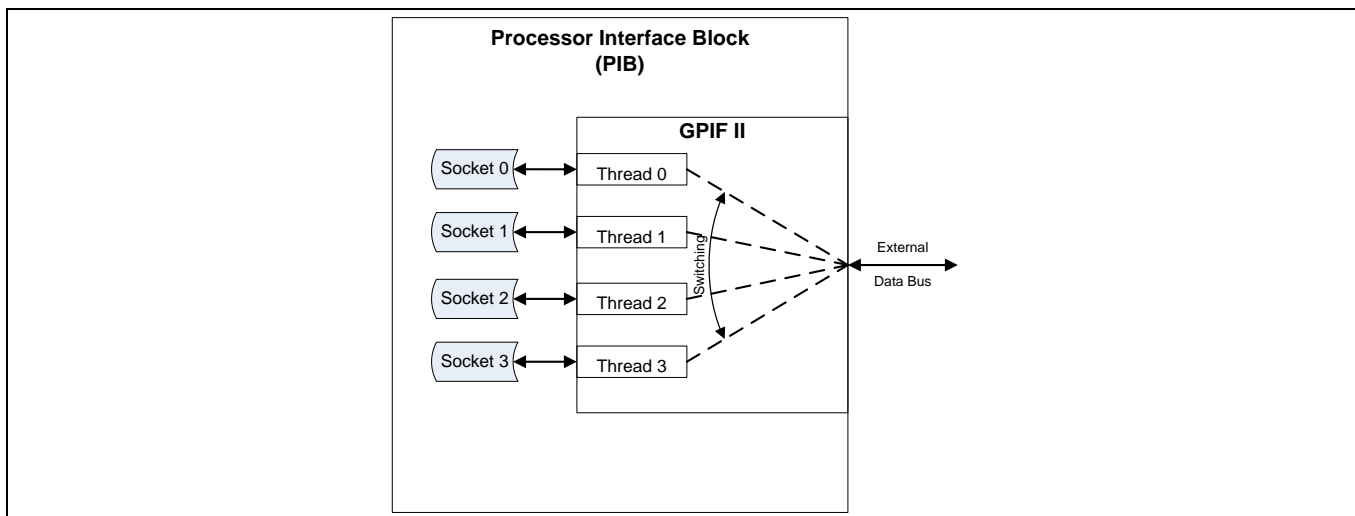 Processor Interface Block
(PIB)
GPIF II
Socket 0
Thread 0
Socket 1
Thread 1
Socket 2
Thread 2
Socket 3
Thread 3
Switching
External
Data Bus